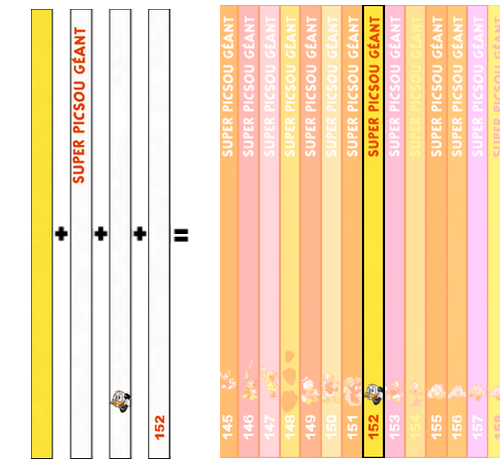 SUPER PICSOU GÉANT
152
SUPER PICSOU GÉANT
145
SUPER PICSOU GÉANT
146
SUPER PICSOU GÉANT
147
SUPER PICSOU GÉANT
148
SUPER PICSOU GÉANT
149
SUPER PICSOU GÉANT
150
SUPER PICSOU GÉANT
151
SUPER PICSOU GÉANT
152
SUPER PICSOU GÉANT
153
SUPER PICSOU GÉANT
154
SUPER PICSOU GÉANT
155
SUPER PICSOU GÉANT
156
SUPER PICSOU GÉANT
157
SUPER PICSOU GÉANT
158